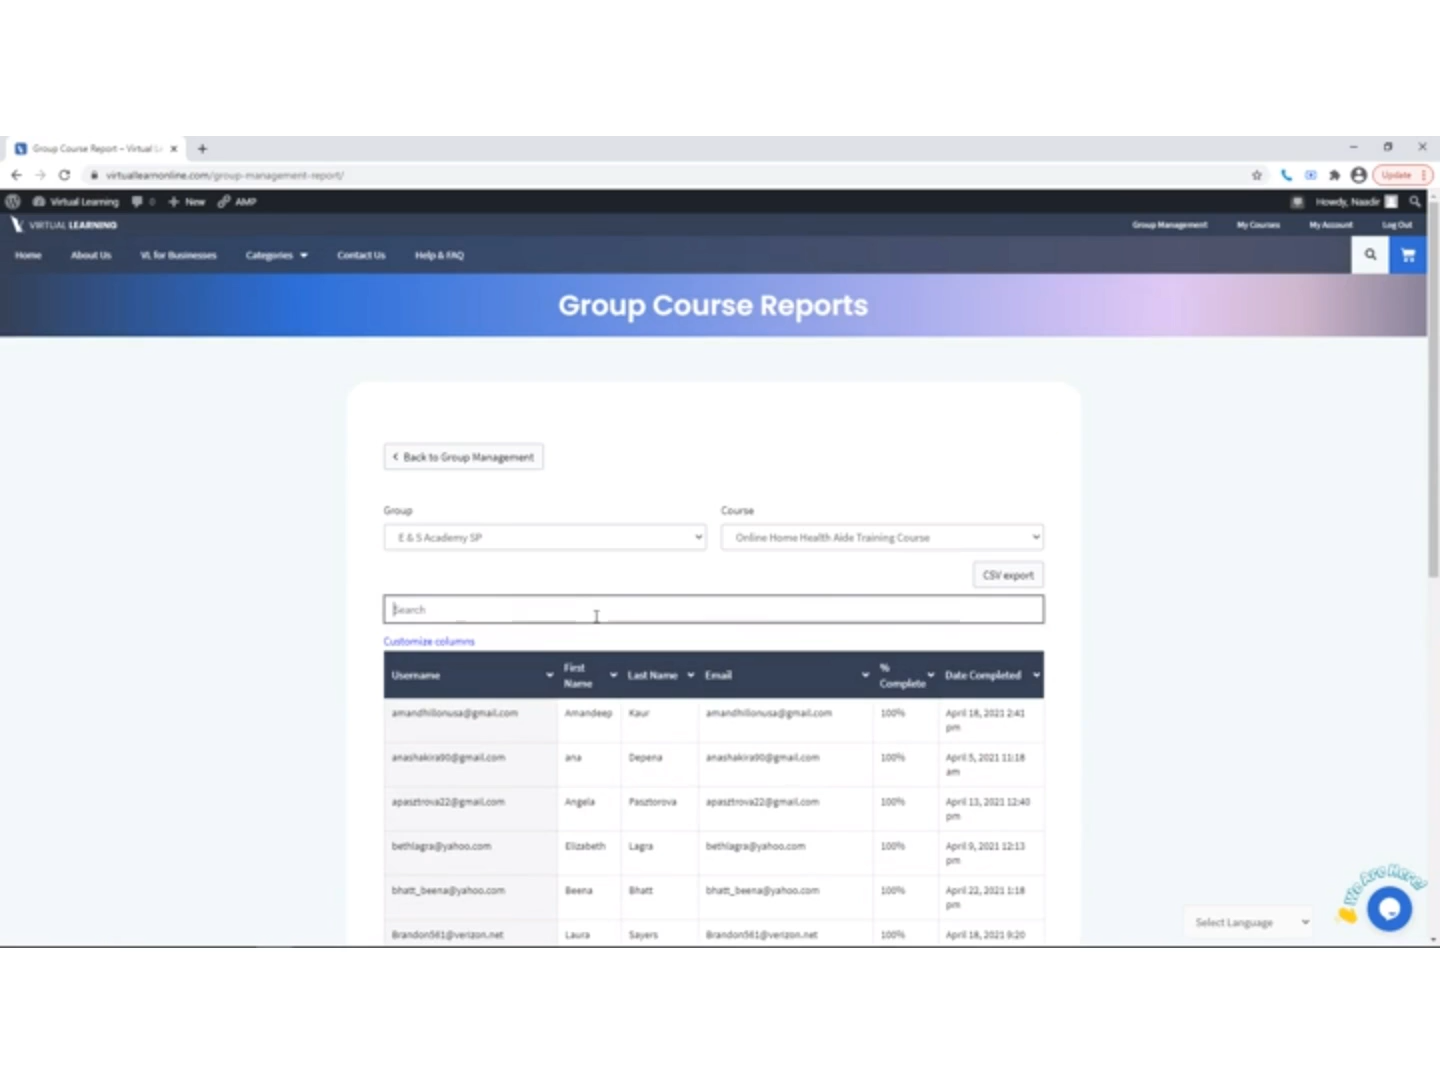 Group Course Report – Virtual Le
virtuallearnonline.com/group-management-report/
Update
Virtual Learning 0 New AMP Howdy, Naadir
VIRTUAL LEARNING Group Management My Courses My Account Log Out
Home About Us VL for Businesses Categories Contact Us Help & FAQ
Group Course Reports
Back to Group Management
Group Course
E & S Academy SP Online Home Health Aide Training Course
CSV export
Search
Customize columns
Username First Name Last Name Email % Complete Date Completed
amandhillonusa@gmail.com Amandeep Kaur amandhillonusa@gmail.com 100% April 18, 2021 2:41
pm
anashakira90@gmail.com ana Depena anashakira90@gmail.com 100% April 5, 2021 11:18
am
apasztrova22@gmail.com Angela Pasztorova apasztrova22@gmail.com 100% April 13, 2021 12:40
pm
bethlagra@yahoo.com Elizabeth Lagra bethlagra@yahoo.com 100% April 9, 2021 12:13
pm
bhatt_beena@yahoo.com Beena Bhatt bhatt_beena@yahoo.com 100% April 22, 2021 1:18
pm
Brandon561@verizon.net Laura Sayers Brandon561@verizon.net 100% April 18, 2021 9:20
We Are Here!
Select Language